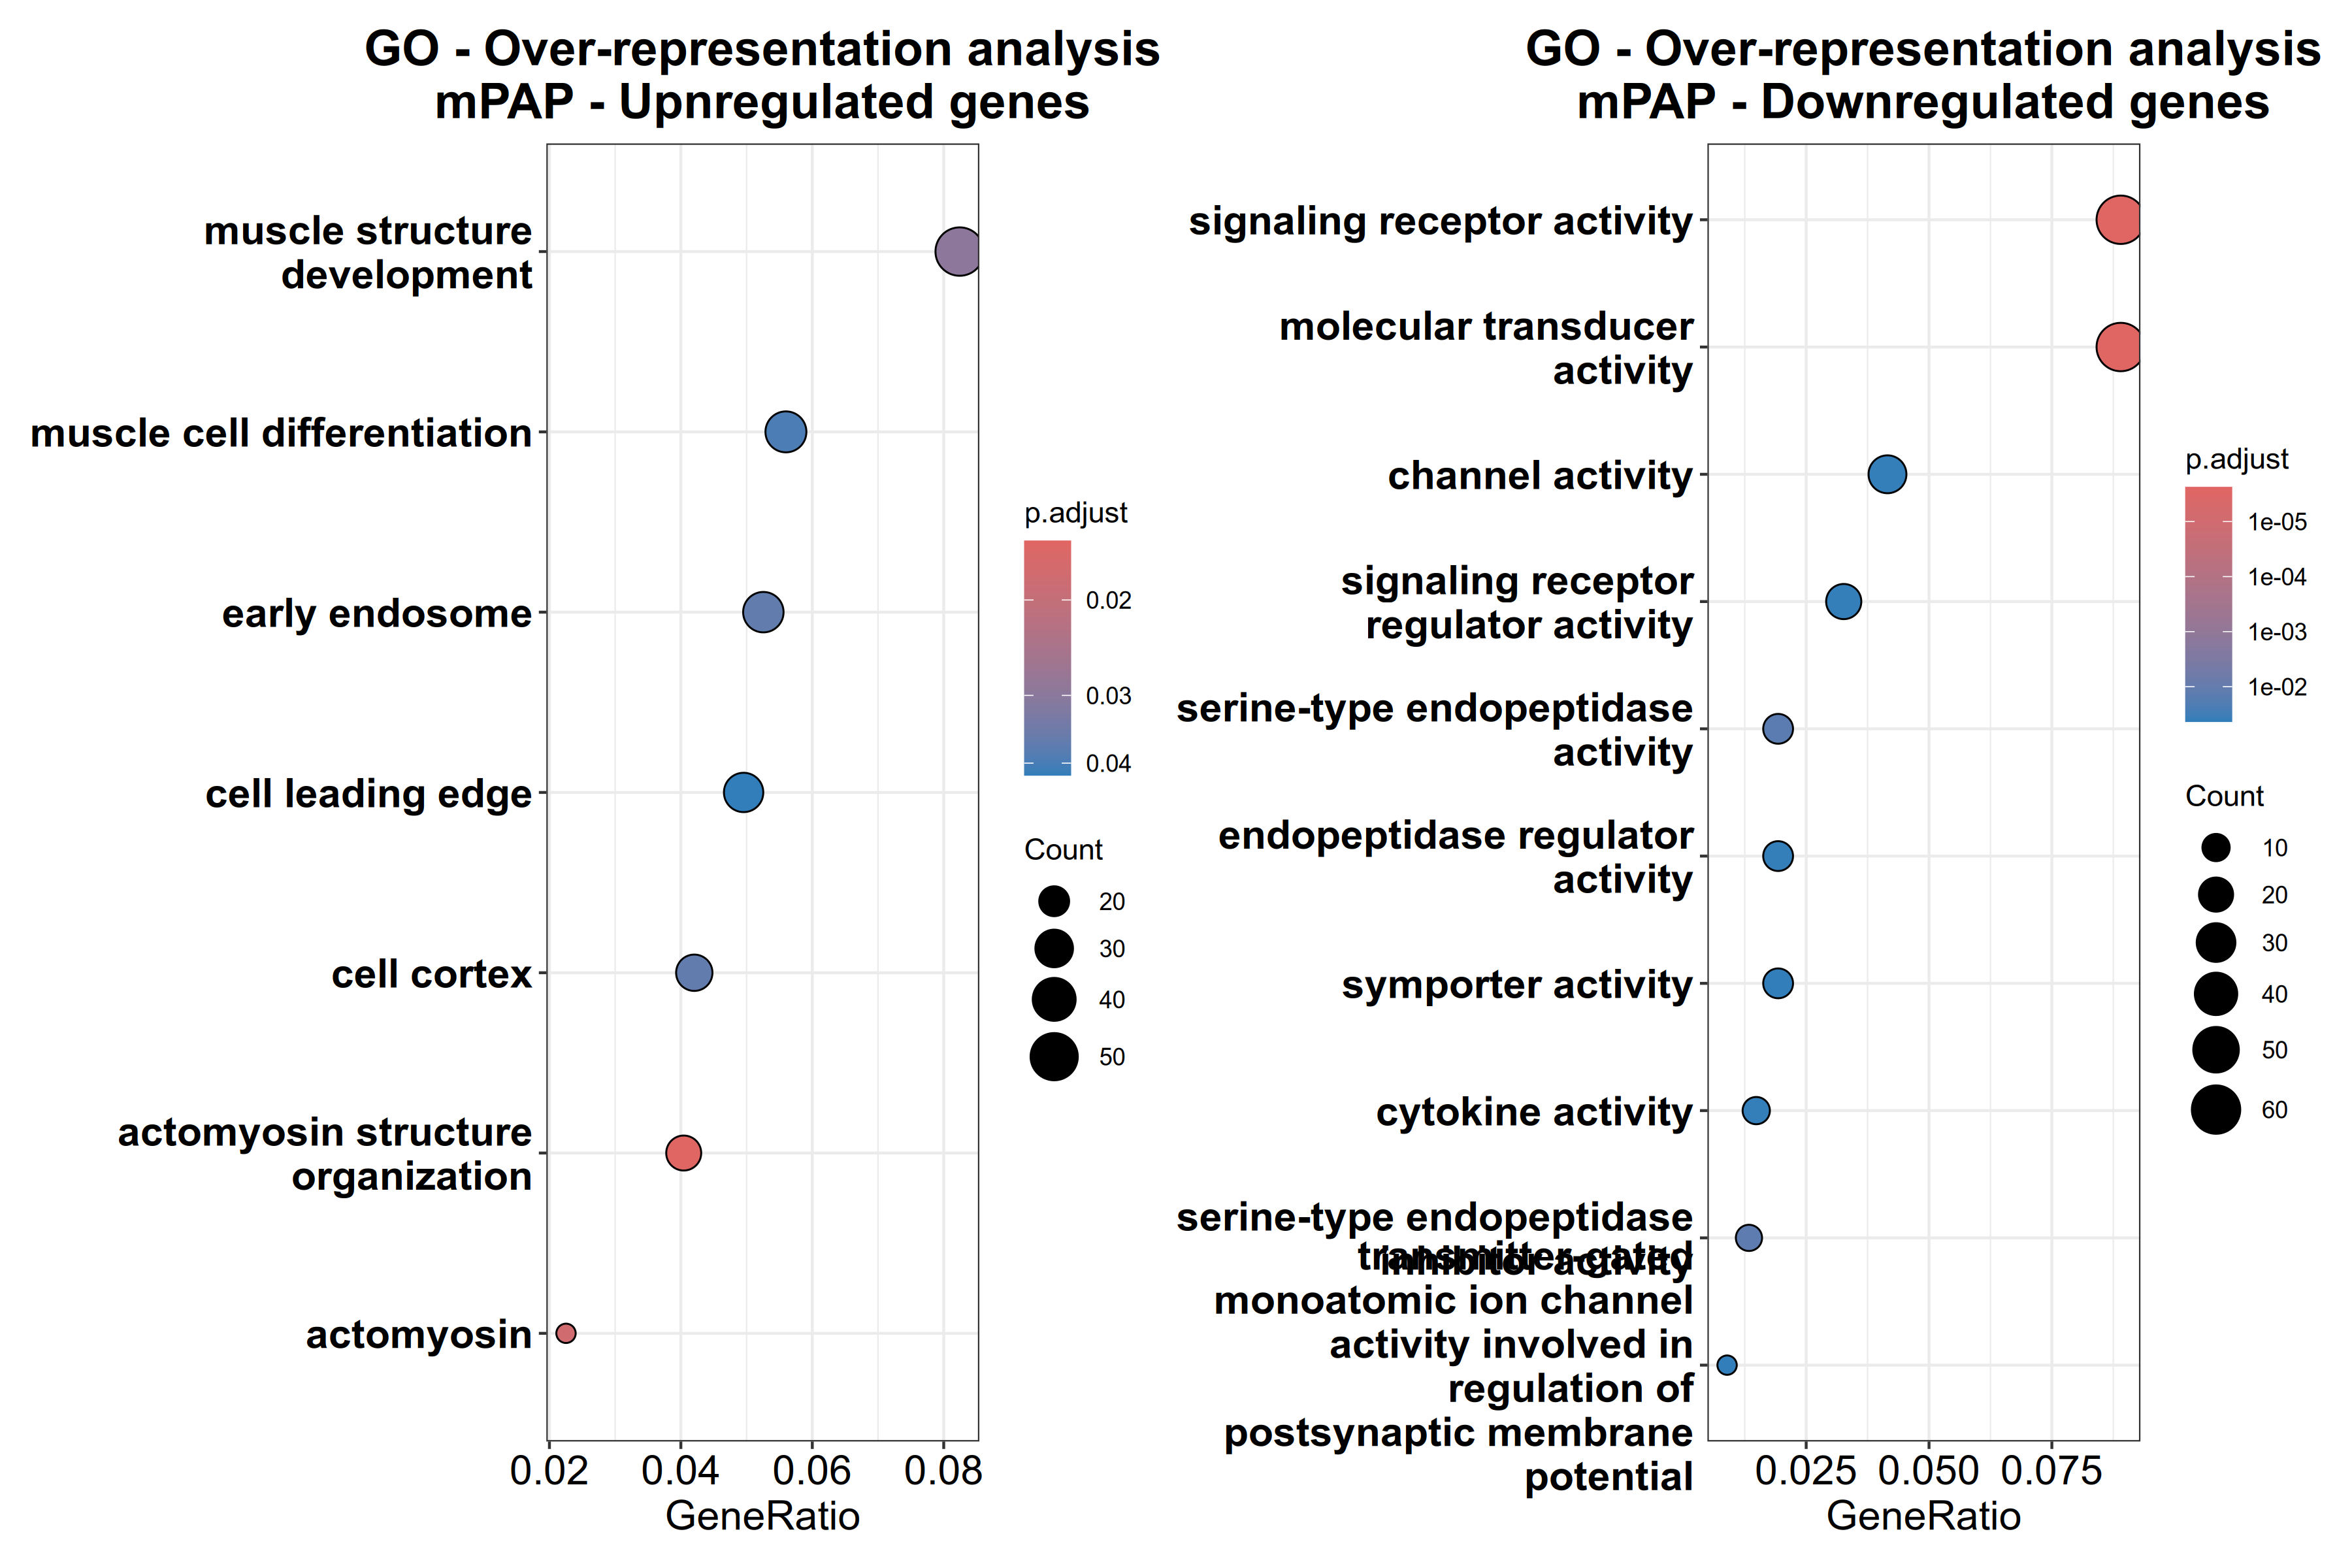 GO - Over-representation analysis
mPAP - Upnregulated genes
muscle structure
development
muscle cell differentiation
early endosome
cell leading edge
cell cortex
actomyosin structure
organization
actomyosin
0.02 0.04 0.06 0.08
GeneRatio
p.adjust
0.02
0.03
0.04
Count
20
30
40
50
GO - Over-representation analysis
mPAP - Downregulated genes
signaling receptor activity
molecular transducer
activity
channel activity
signaling receptor
regulator activity
serine-type endopeptidase
activity
endopeptidase regulator
activity
symporter activity
cytokine activity
serine-type endopeptidase
inhibitor activity
transmitter-gated
monoatomic ion channel
activity involved in
regulation of
postsynaptic membrane
potential
0.025 0.050 0.075
GeneRatio
p.adjust
1e-05
1e-04
1e-03
1e-02
Count
10
20
30
40
50
60